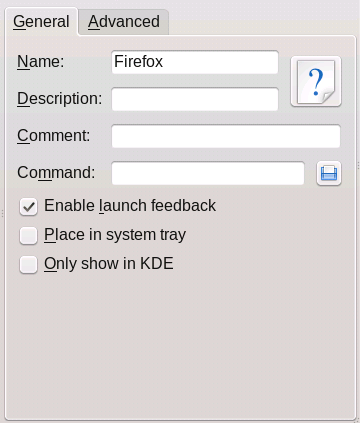 General Advanced
Name: Firefox
Description:
Comment:
Command:
Enable launch feedback
Place in system tray
Only show in KDE